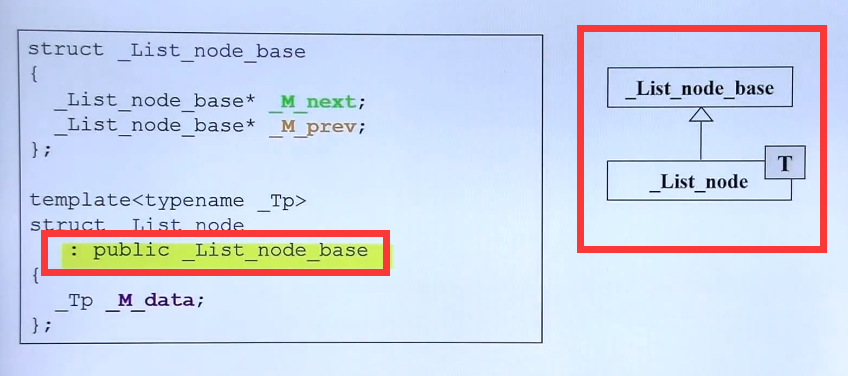 struct _List_node_base
{
_List_node_base* _M_next;
_List_node_base* _M_prev;
};
template<typename _Tp>
struct _List_node
: public _List_node_base
{
_Tp _M_data;
};
_List_node_base
T
_List_node